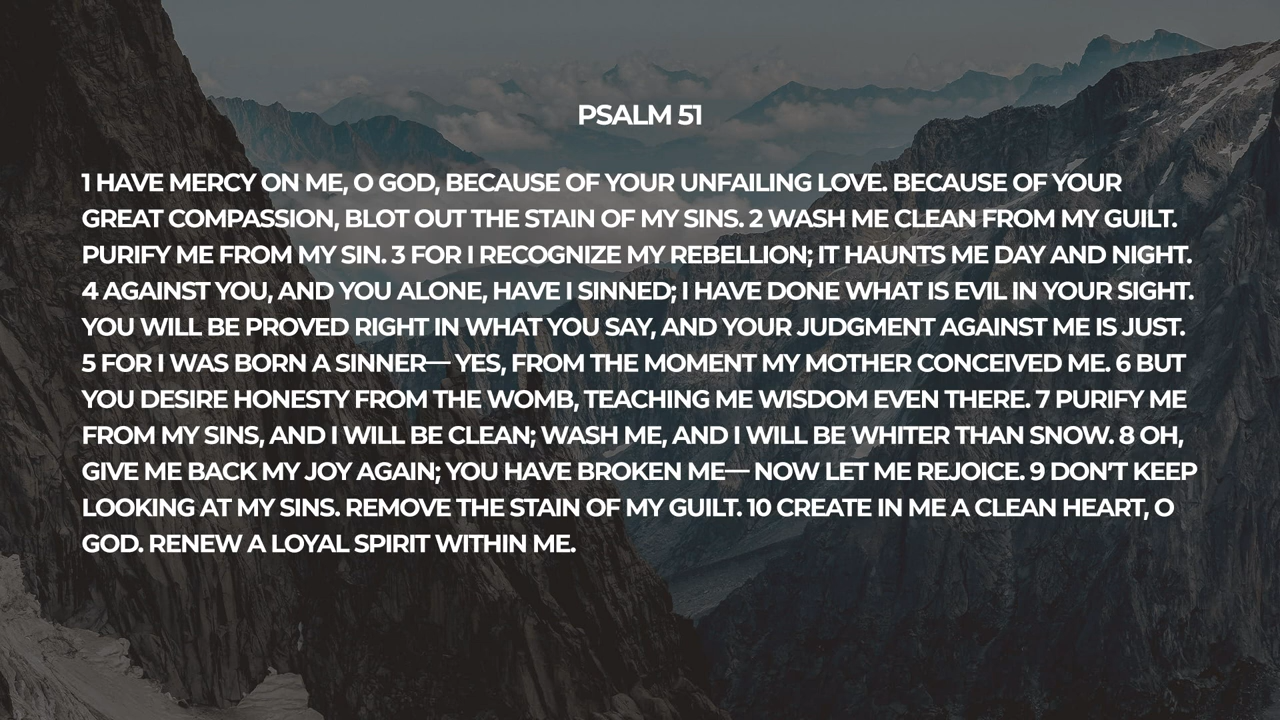 PSALM 51
1 HAVE MERCY ON ME, O GOD, BECAUSE OF YOUR UNFAILING LOVE. BECAUSE OF YOUR
GREAT COMPASSION, BLOT OUT THE STAIN OF MY SINS. 2 WASH ME CLEAN FROM MY GUILT.
PURIFY ME FROM MY SIN. 3 FOR I RECOGNIZE MY REBELLION; IT HAUNTS ME DAY AND NIGHT.
4 AGAINST YOU, AND YOU ALONE, HAVE I SINNED; I HAVE DONE WHAT IS EVIL IN YOUR SIGHT.
YOU WILL BE PROVED RIGHT IN WHAT YOU SAY, AND YOUR JUDGMENT AGAINST ME IS JUST.
5 FOR I WAS BORN A SINNER— YES, FROM THE MOMENT MY MOTHER CONCEIVED ME. 6 BUT
YOU DESIRE HONESTY FROM THE WOMB, TEACHING ME WISDOM EVEN THERE. 7 PURIFY ME
FROM MY SINS, AND I WILL BE CLEAN; WASH ME, AND I WILL BE WHITER THAN SNOW. 8 OH,
GIVE ME BACK MY JOY AGAIN; YOU HAVE BROKEN ME— NOW LET ME REJOICE. 9 DON'T KEEP
LOOKING AT MY SINS. REMOVE THE STAIN OF MY GUILT. 10 CREATE IN ME A CLEAN HEART, O
GOD. RENEW A LOYAL SPIRIT WITHIN ME.